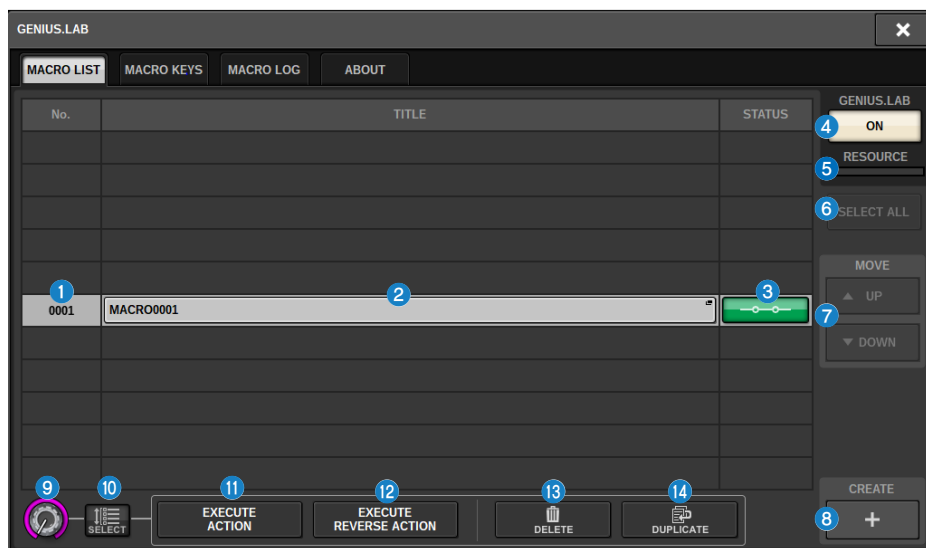 GENIUS.LAB
MACRO LIST MACRO KEYS MACRO LOG ABOUT
No. TITLE STATUS
GENIUS.LAB
4 ON
RESOURCE
5
6 SELECT ALL
MOVE
1 2 3
UP
0001 MACRO0001
7
DOWN
9 10 11 12 13 14
CREATE
SELECT
EXECUTE
ACTION
EXECUTE
REVERSE ACTION
DELETE
DUPLICATE
8 +